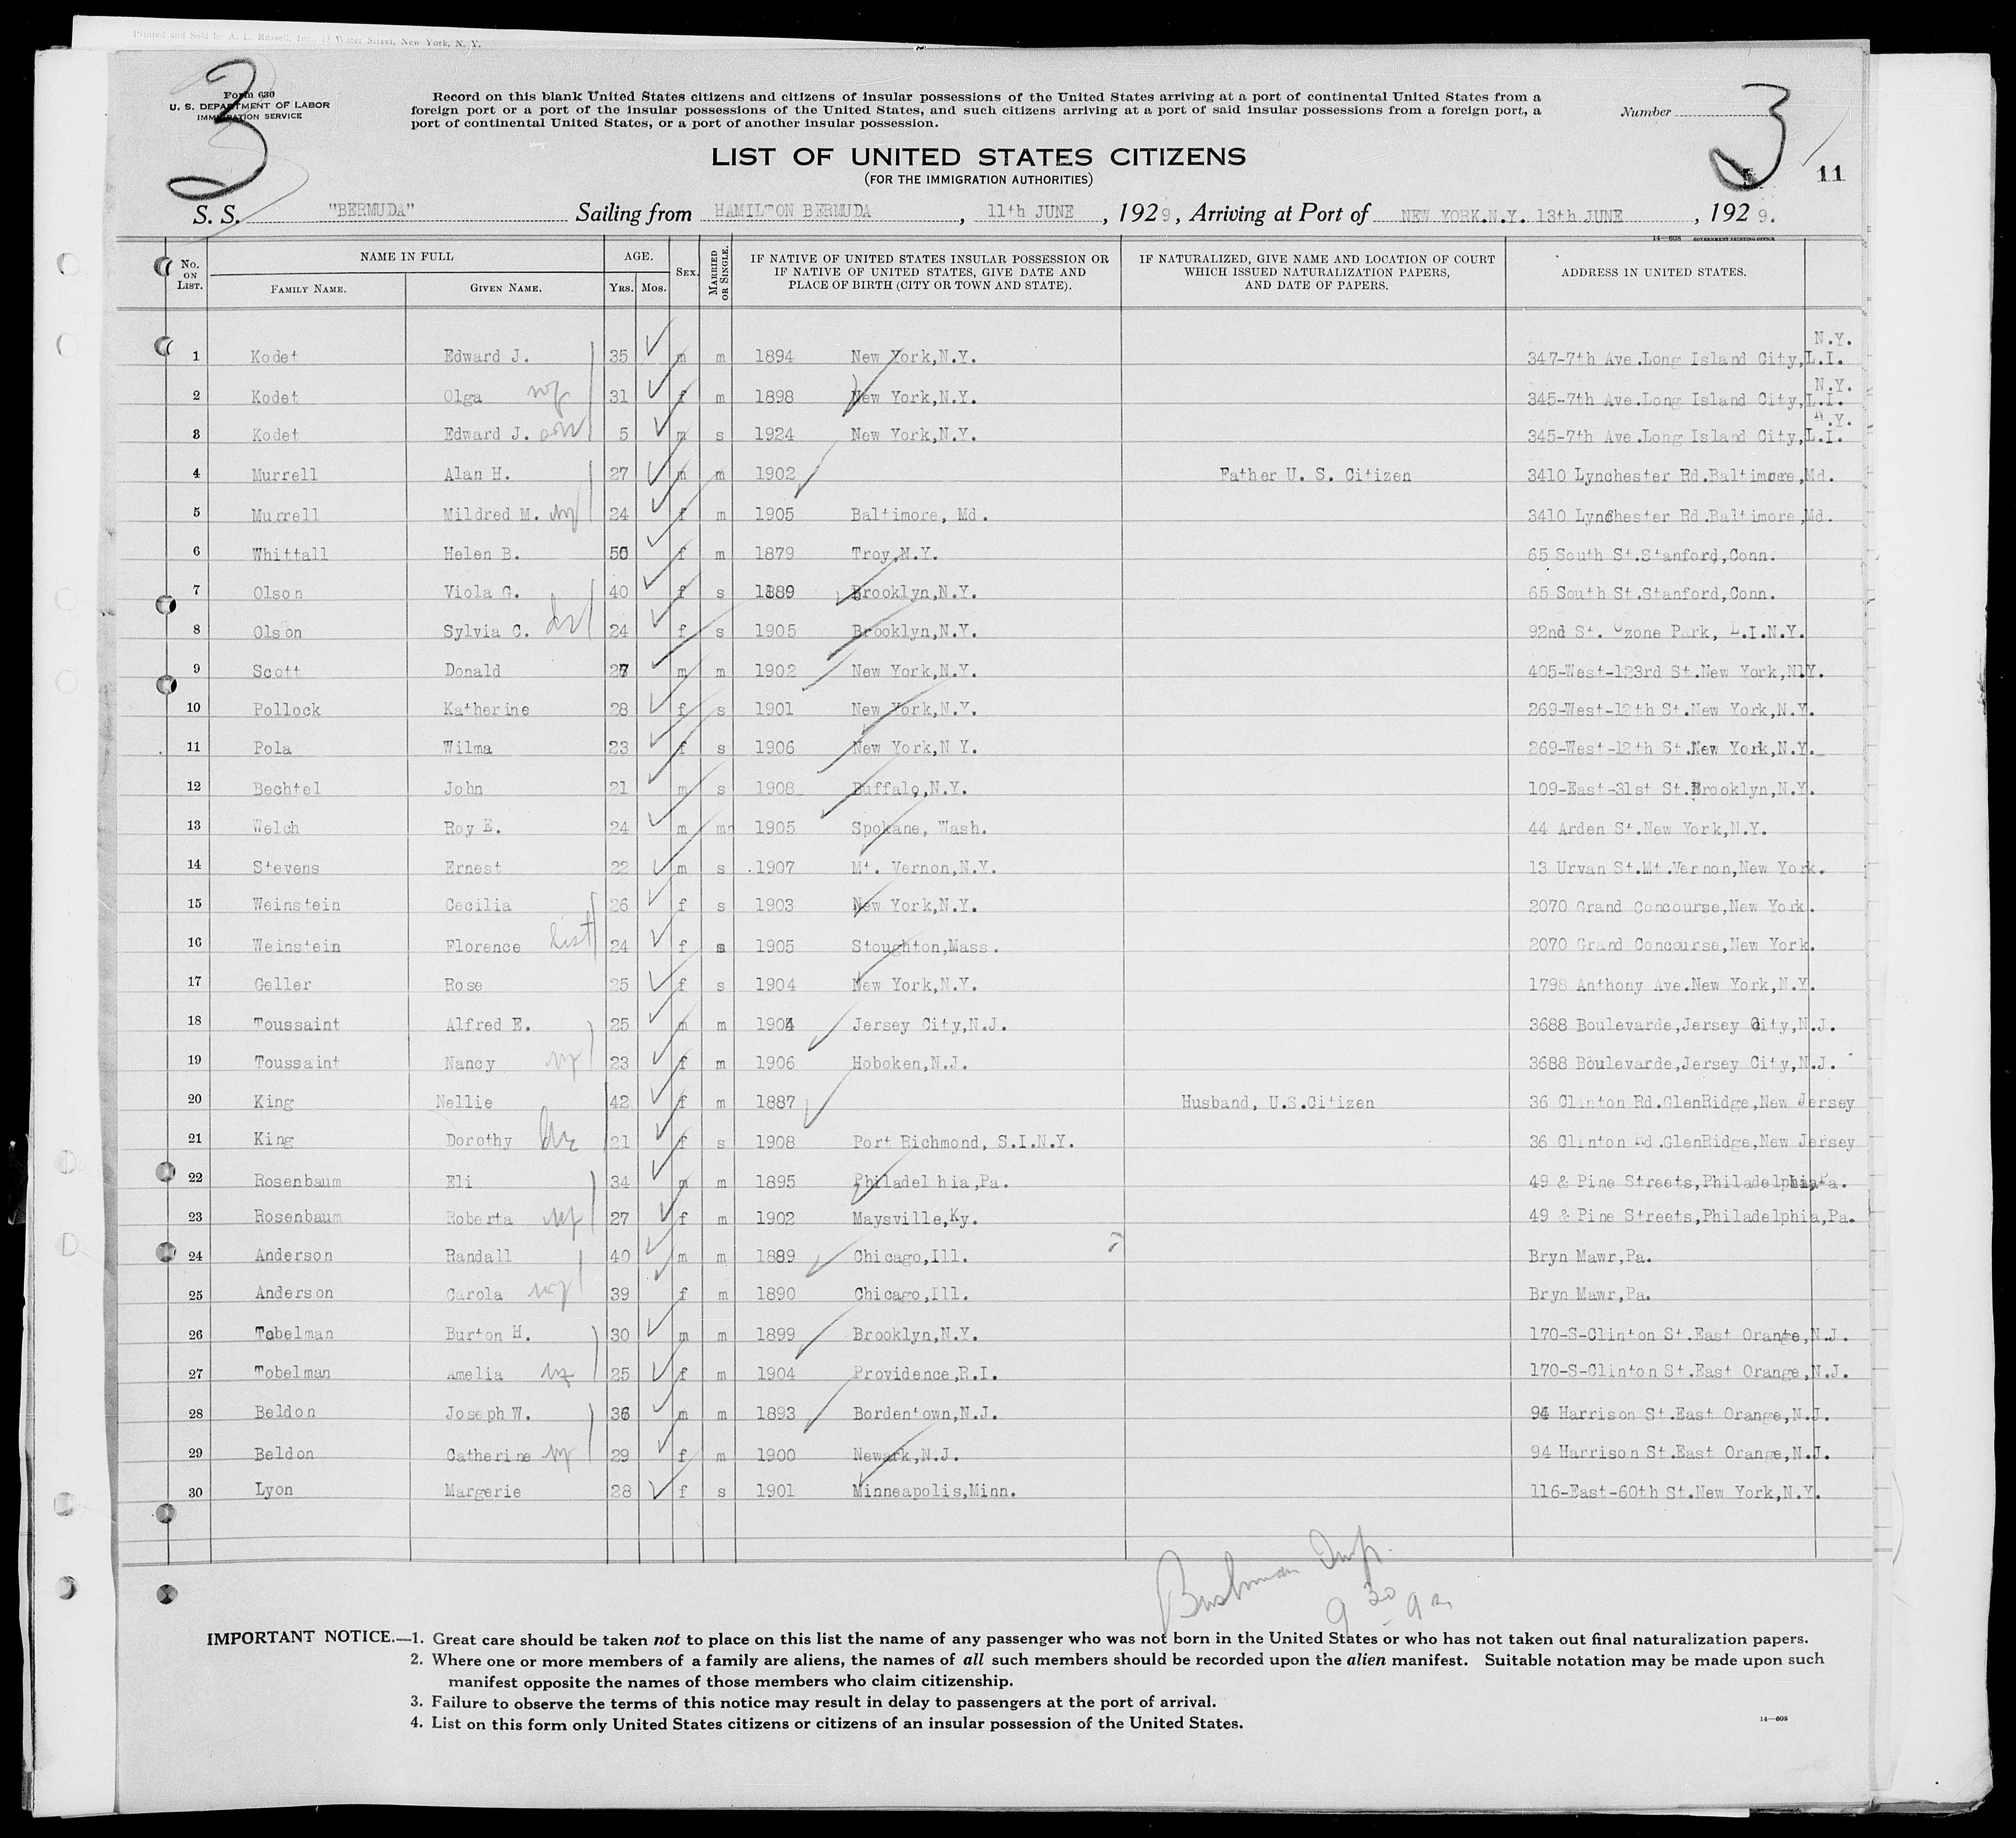 Printed and Sold by A. L. Russell, Inc., 17 Water Street, New York, N. Y.
3
Form 630
U. S. DEPARTMENT OF LABOR
IMMIGRATION SERVICE
Record on this blank United States citizens and citizens of insular possessions of the United States arriving at a port of continental United States from a
foreign port or a port of the insular possessions of the United States, and such citizens arriving at a port of said insular possessions from a foreign port, a
port of continental United States, or a port of another insular possession.
Number 3
11
LIST OF UNITED STATES CITIZENS
(FOR THE IMMIGRATION AUTHORITIES)
S. S. "BERMUDA" Sailing from HAMILTON BERMUDA, 11th JUNE, 1929, Arriving at Port of NEW YORK.N.Y. 13th JUNE, 1929.
14—608 GOVERNMENT PRINTING OFFICE
No. ON LIST. NAME IN FULL FAMILY NAME. GIVEN NAME. AGE. YRS. MOS. SEX. MARRIED OR SINGLE. IF NATIVE OF UNITED STATES INSULAR POSSESSION OR IF NATIVE OF UNITED STATES, GIVE DATE AND PLACE OF BIRTH (CITY OR TOWN AND STATE). IF NATURALIZED, GIVE NAME AND LOCATION OF COURT WHICH ISSUED NATURALIZATION PAPERS, AND DATE OF PAPERS. ADDRESS IN UNITED STATES.
1 Kodet Edward J. 35 m m 1894 New York,N.Y. 347-7th Ave.Long Island City,L.I. N.Y.
2 Kodet Olga wf 31 f m 1898 New York,N.Y. 345-7th Ave.Long Island City,L.I. N.Y.
3 Kodet Edward J. son 5 m s 1924 New York,N.Y. 345-7th Ave.Long Island City,L.I. N.Y.
4 Murrell Alan H. 27 m m 1902 Father U. S. Citizen 3410 Lynchester Rd.Baltimore,Md.
5 Murrell Mildred M. wf 24 f m 1905 Baltimore, Md. 3410 Lynchester Rd.Baltimore,Md.
6 Whittall Helen B. 50 f m 1879 Troy,N.Y. 65 South St.Stanford,Conn.
7 Olson Viola G. 40 f s 1889 Brooklyn,N.Y. 65 South St.Stanford,Conn.
8 Olson Sylvia C. 24 f s 1905 Brooklyn,N.Y. 92nd St. Ozone Park, L.I.N.Y.
9 Scott Donald 27 m m 1902 New York,N.Y. 405-West-123rd St.New York,N.Y.
10 Pollock Katherine 28 f s 1901 New York,N.Y. 269-West-12th St.New York,N.Y.
11 Pola Wilma 23 f s 1906 New York,N Y. 269-West-12th St.New York,N.Y.
12 Bechtel John 21 m s 1908 Buffalo,N.Y. 109-East-31st St.Brooklyn,N.Y.
13 Welch Roy E. 24 m m 1905 Spokane, Wash. 44 Arden St.New York,N.Y.
14 Stevens Ernest 22 m s 1907 Mt. Vernon,N.Y. 13 Urvan St.Mt.Vernon,New York.
15 Weinstein Cecilia 26 f s 1903 New York,N.Y. 2070 Grand Concourse,New York.
16 Weinstein Florence sist 24 f s 1905 Stoughton,Mass. 2070 Grand Concourse,New York.
17 Geller Rose 25 f s 1904 New York,N.Y. 1798 Anthony Ave.New York,N.Y.
18 Toussaint Alfred E. 25 m m 1904 Jersey City,N.J. 3688 Boulevarde,Jersey City,N.J.
19 Toussaint Nancy wf 23 f m 1906 Hoboken,N.J. 3688 Boulevarde,Jersey City,N.J.
20 King Nellie 42 f m 1887 Husband, U.S.Citizen 36 Clinton Rd.GlenRidge,New Jersey
21 King Dorothy 21 f s 1908 Port Richmond, S.I.N.Y. 36 Clinton Rd.GlenRidge,New Jersey
22 Rosenbaum Eli 34 m m 1895 Philadel hia,Pa. 49 & Pine Streets,Philadelphia,Pa.
23 Rosenbaum Roberta wf 27 f m 1902 Maysville,Ky. 49 & Pine Streets,Philadelphia,Pa.
24 Anderson Randall 40 m m 1889 Chicago,Ill. Bryn Mawr,Pa.
25 Anderson Carola wf 39 f m 1890 Chicago,Ill. Bryn Mawr,Pa.
26 Tobelman Burton H. 30 m m 1899 Brooklyn,N.Y. 170-S-Clinton St.East Orange,N.J.
27 Tobelman Amelia wf 25 f m 1904 Providence,R.I. 170-S-Clinton St.East Orange,N.J.
28 Beldon Joseph W. 36 m m 1893 Bordentown,N.J. 94 Harrison St.East Orange,N.J.
29 Beldon Catherine wf 29 f m 1900 Newark,N.J. 94 Harrison St.East Orange,N.J.
30 Lyon Margerie 28 f s 1901 Minneapolis,Minn. 116-East-60th St.New York,N.Y.
Bushman Insp.
9 30
IMPORTANT NOTICE.—1. Great care should be taken not to place on this list the name of any passenger who was not born in the United States or who has not taken out final naturalization papers.
2. Where one or more members of a family are aliens, the names of all such members should be recorded upon the alien manifest. Suitable notation may be made upon such
manifest opposite the names of those members who claim citizenship.
3. Failure to observe the terms of this notice may result in delay to passengers at the port of arrival.
4. List on this form only United States citizens or citizens of an insular possession of the United States.
14—608